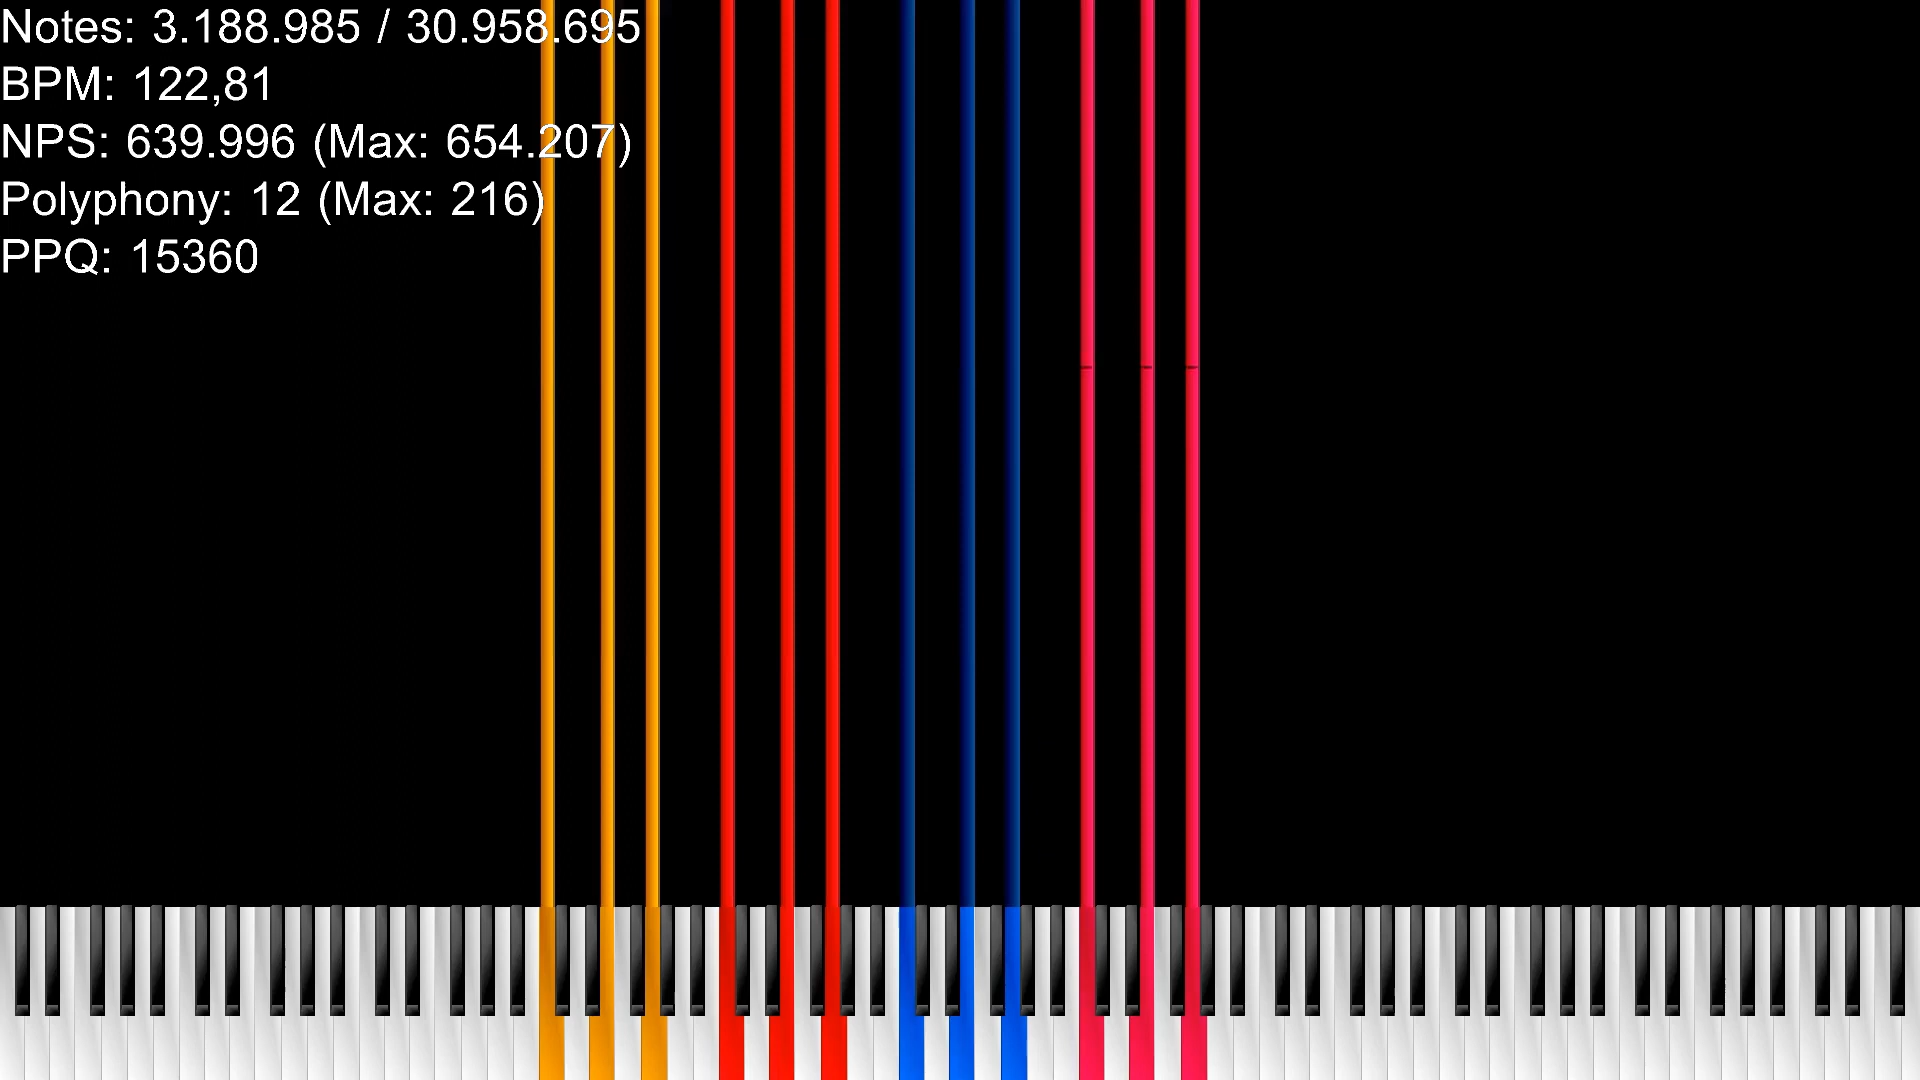 Notes: 3.188.985 / 30.958.695
BPM: 122,81
NPS: 639.996 (Max: 654.207)
Polyphony: 12 (Max: 216)
PPQ: 15360